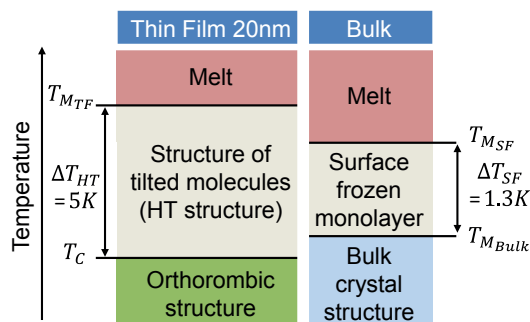 Thin Film 20nm
Bulk
Temperature
Melt
T_{M_{TF}}
ΔT_{HT}
= 5K
Structure of
tilted molecules
(HT structure)
T_C
Orthorombic
structure
Melt
T_{M_{SF}}
Surface
frozen
monolayer
ΔT_{SF}
= 1.3K
T_{M_{Bulk}}
Bulk
crystal
structure